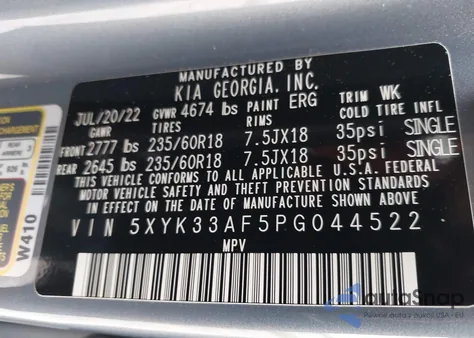 MANUFACTURED BY
KIA GEORGIA. INC.
JUL/20/22 GVWR 4674 lbs PAINT ERG TRIM WK
GAWR TIRES RIMS COLD TIRE INFL
FRONT 2777 lbs 235/60R18 7.5JX18 35psi SINGLE
REAR 2645 lbs 235/60R18 7.5JX18 35psi SINGLE
THIS VEHICLE CONFORMS TO ALL APPLICABLE U.S.A. FEDERAL
MOTOR VEHICLE SAFETY AND THEFT PREVENTION STANDARDS
IN EFFECT ON THE DATE OF MANUFACTURE SHOWN ABOVE.
VIN 5XYK33AF5PG044522
MPV
W410
autoSnap